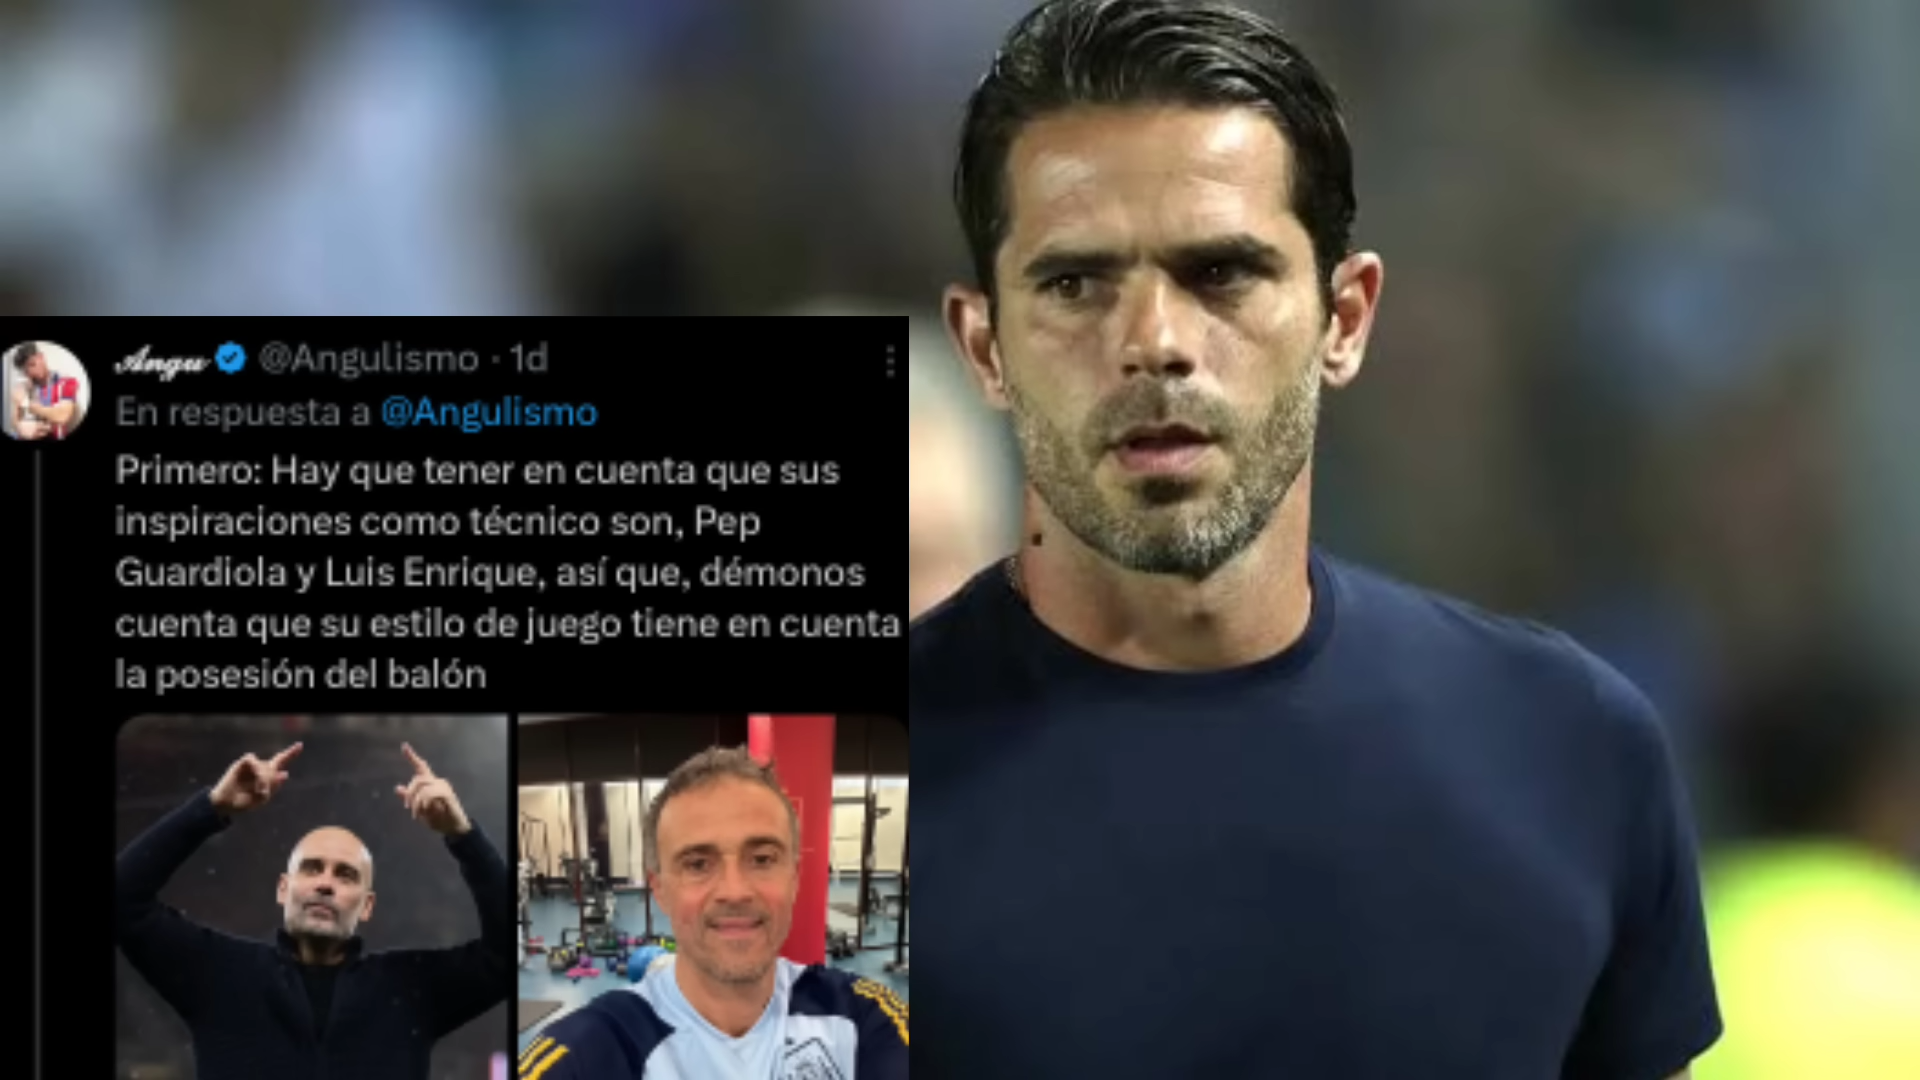 Angu @Angulismo · 1d
En respuesta a @Angulismo
Primero: Hay que tener en cuenta que sus
inspiraciones como técnico son, Pep
Guardiola y Luis Enrique, así que, démonos
cuenta que su estilo de juego tiene en cuenta
la posesión del balón